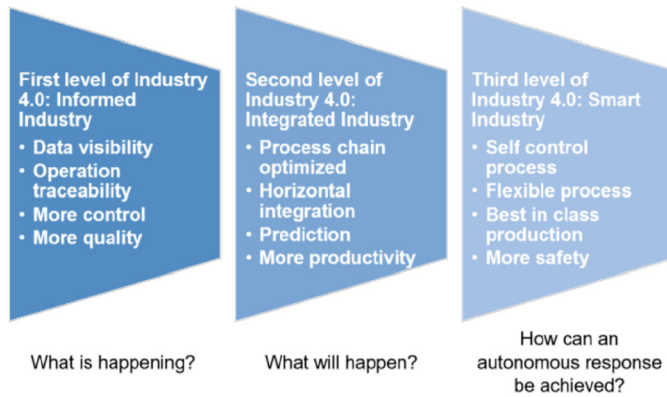 First level of Industry
4.0: Informed
Industry
• Data visibility
• Operation
traceability
• More control
• More quality
Second level of
Industry 4.0:
Integrated Industry
• Process chain
optimized
• Horizontal
integration
• Prediction
• More productivity
Third level of
Industry 4.0: Smart
Industry
• Self control
process
• Flexible process
• Best in class
production
• More safety
What is happening?
What will happen?
How can an
autonomous response
be achieved?